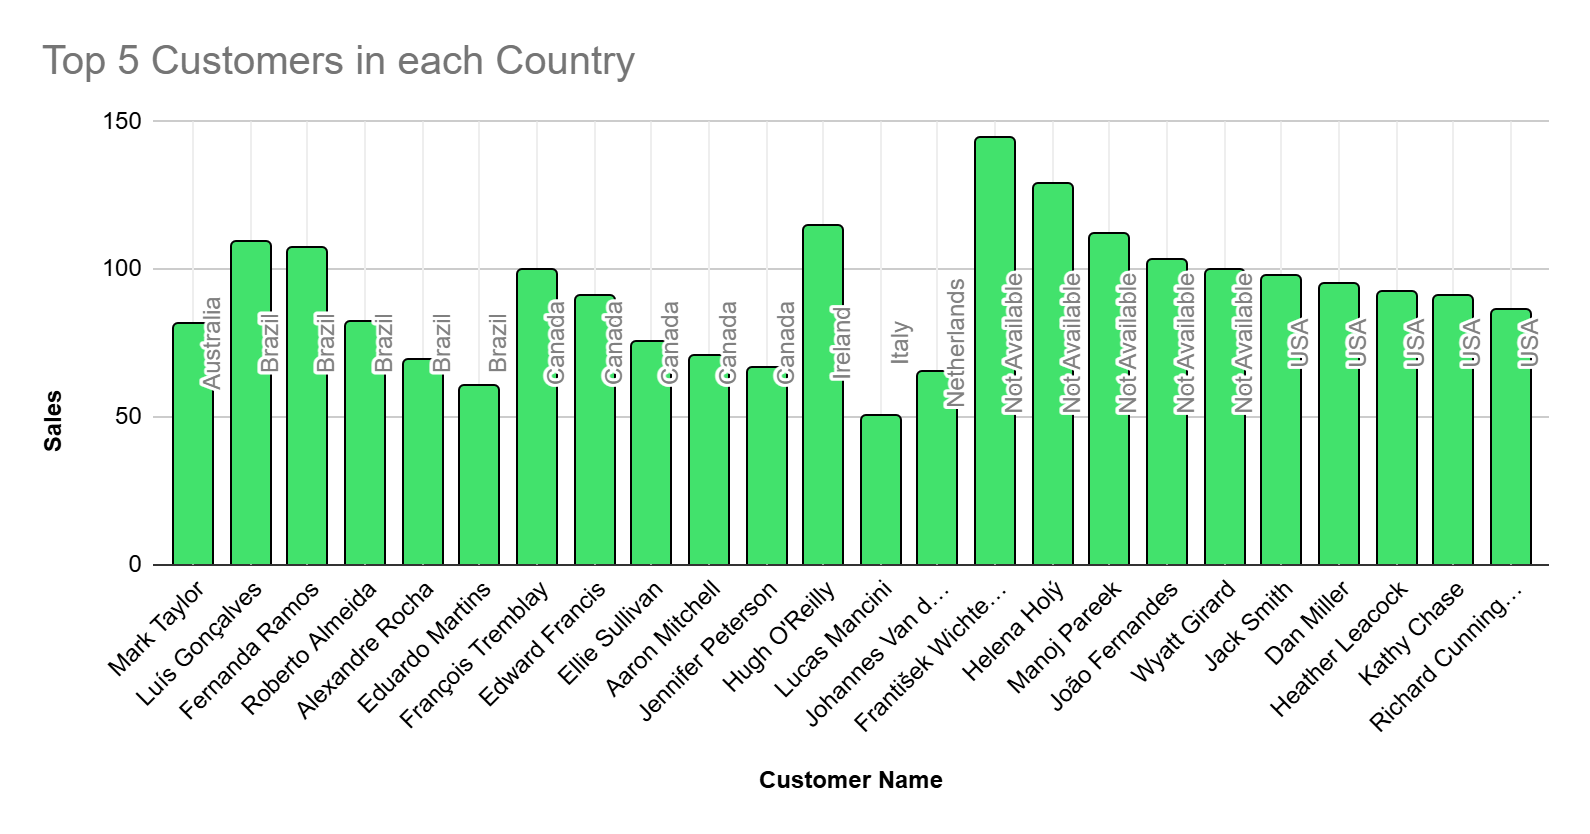 Top 5 Customers in each Country
150
100
50
0
Sales
Australia
Brazil
Brazil
Brazil
Brazil
Brazil
Canada
Canada
Canada
Canada
Canada
Ireland
Italy
Netherlands
Not Available
Not Available
Not Available
Not Available
Not Available
USA
USA
USA
USA
USA
Mark Taylor
Luís Gonçalves
Fernanda Ramos
Roberto Almeida
Alexandre Rocha
Eduardo Martins
François Tremblay
Edward Francis
Ellie Sullivan
Aaron Mitchell
Jennifer Peterson
Hugh O'Reilly
Lucas Mancini
Johannes Van d…
František Wichte…
Helena Holý
Manoj Pareek
João Fernandes
Wyatt Girard
Jack Smith
Dan Miller
Heather Leacock
Kathy Chase
Richard Cunning…
Customer Name